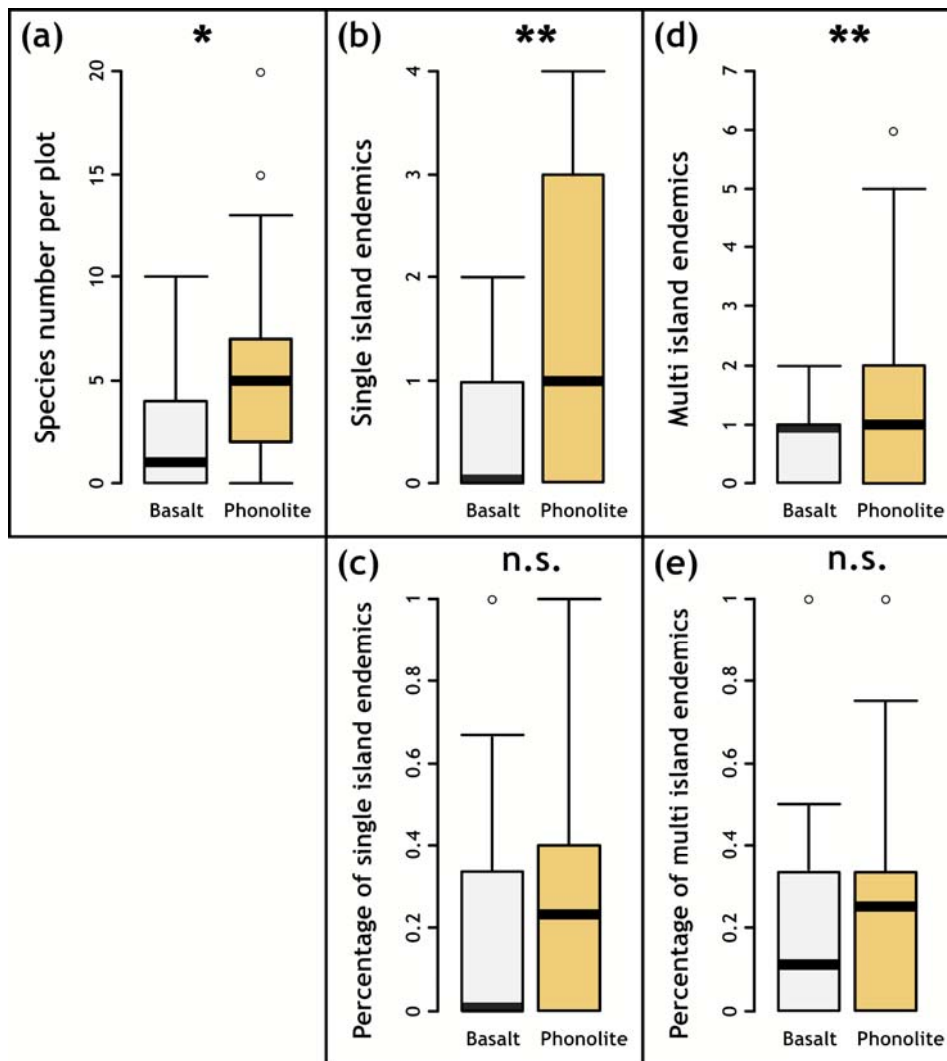 (a)
*
Species number per plot
20
15
10
5
0
Basalt Phonolite
(b)
**
Single island endemics
4
3
2
1
0
Basalt Phonolite
(d)
**
Multi island endemics
7
6
5
4
3
2
1
0
Basalt Phonolite
(c)
n.s.
Percentage of single island endemics
1
0.8
0.6
0.4
0.2
0
Basalt Phonolite
(e)
n.s.
Percentage of multi island endemics
1
0.8
0.6
0.4
0.2
0
Basalt Phonolite